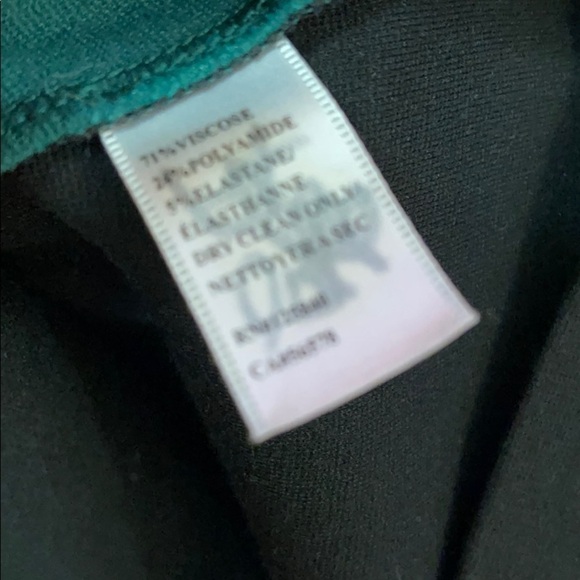 71% VISCOSE
24% POLYAMIDE
5% ELASTANE/
ÉLASTHANNE
DRY CLEAN ONLY/
NETTOYER A SEC